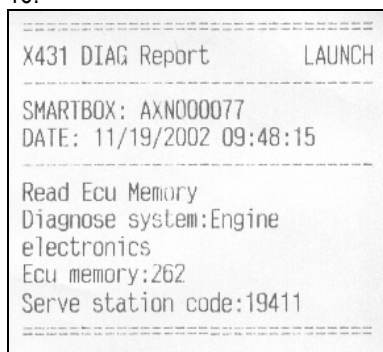 X431 DIAG Report LAUNCH
SMARTBOX: AXN000077
DATE: 11/19/2002 09:48:15
Read Ecu Memory
Diagnose system:Engine
electronics
Ecu memory:262
Serve station code:19411